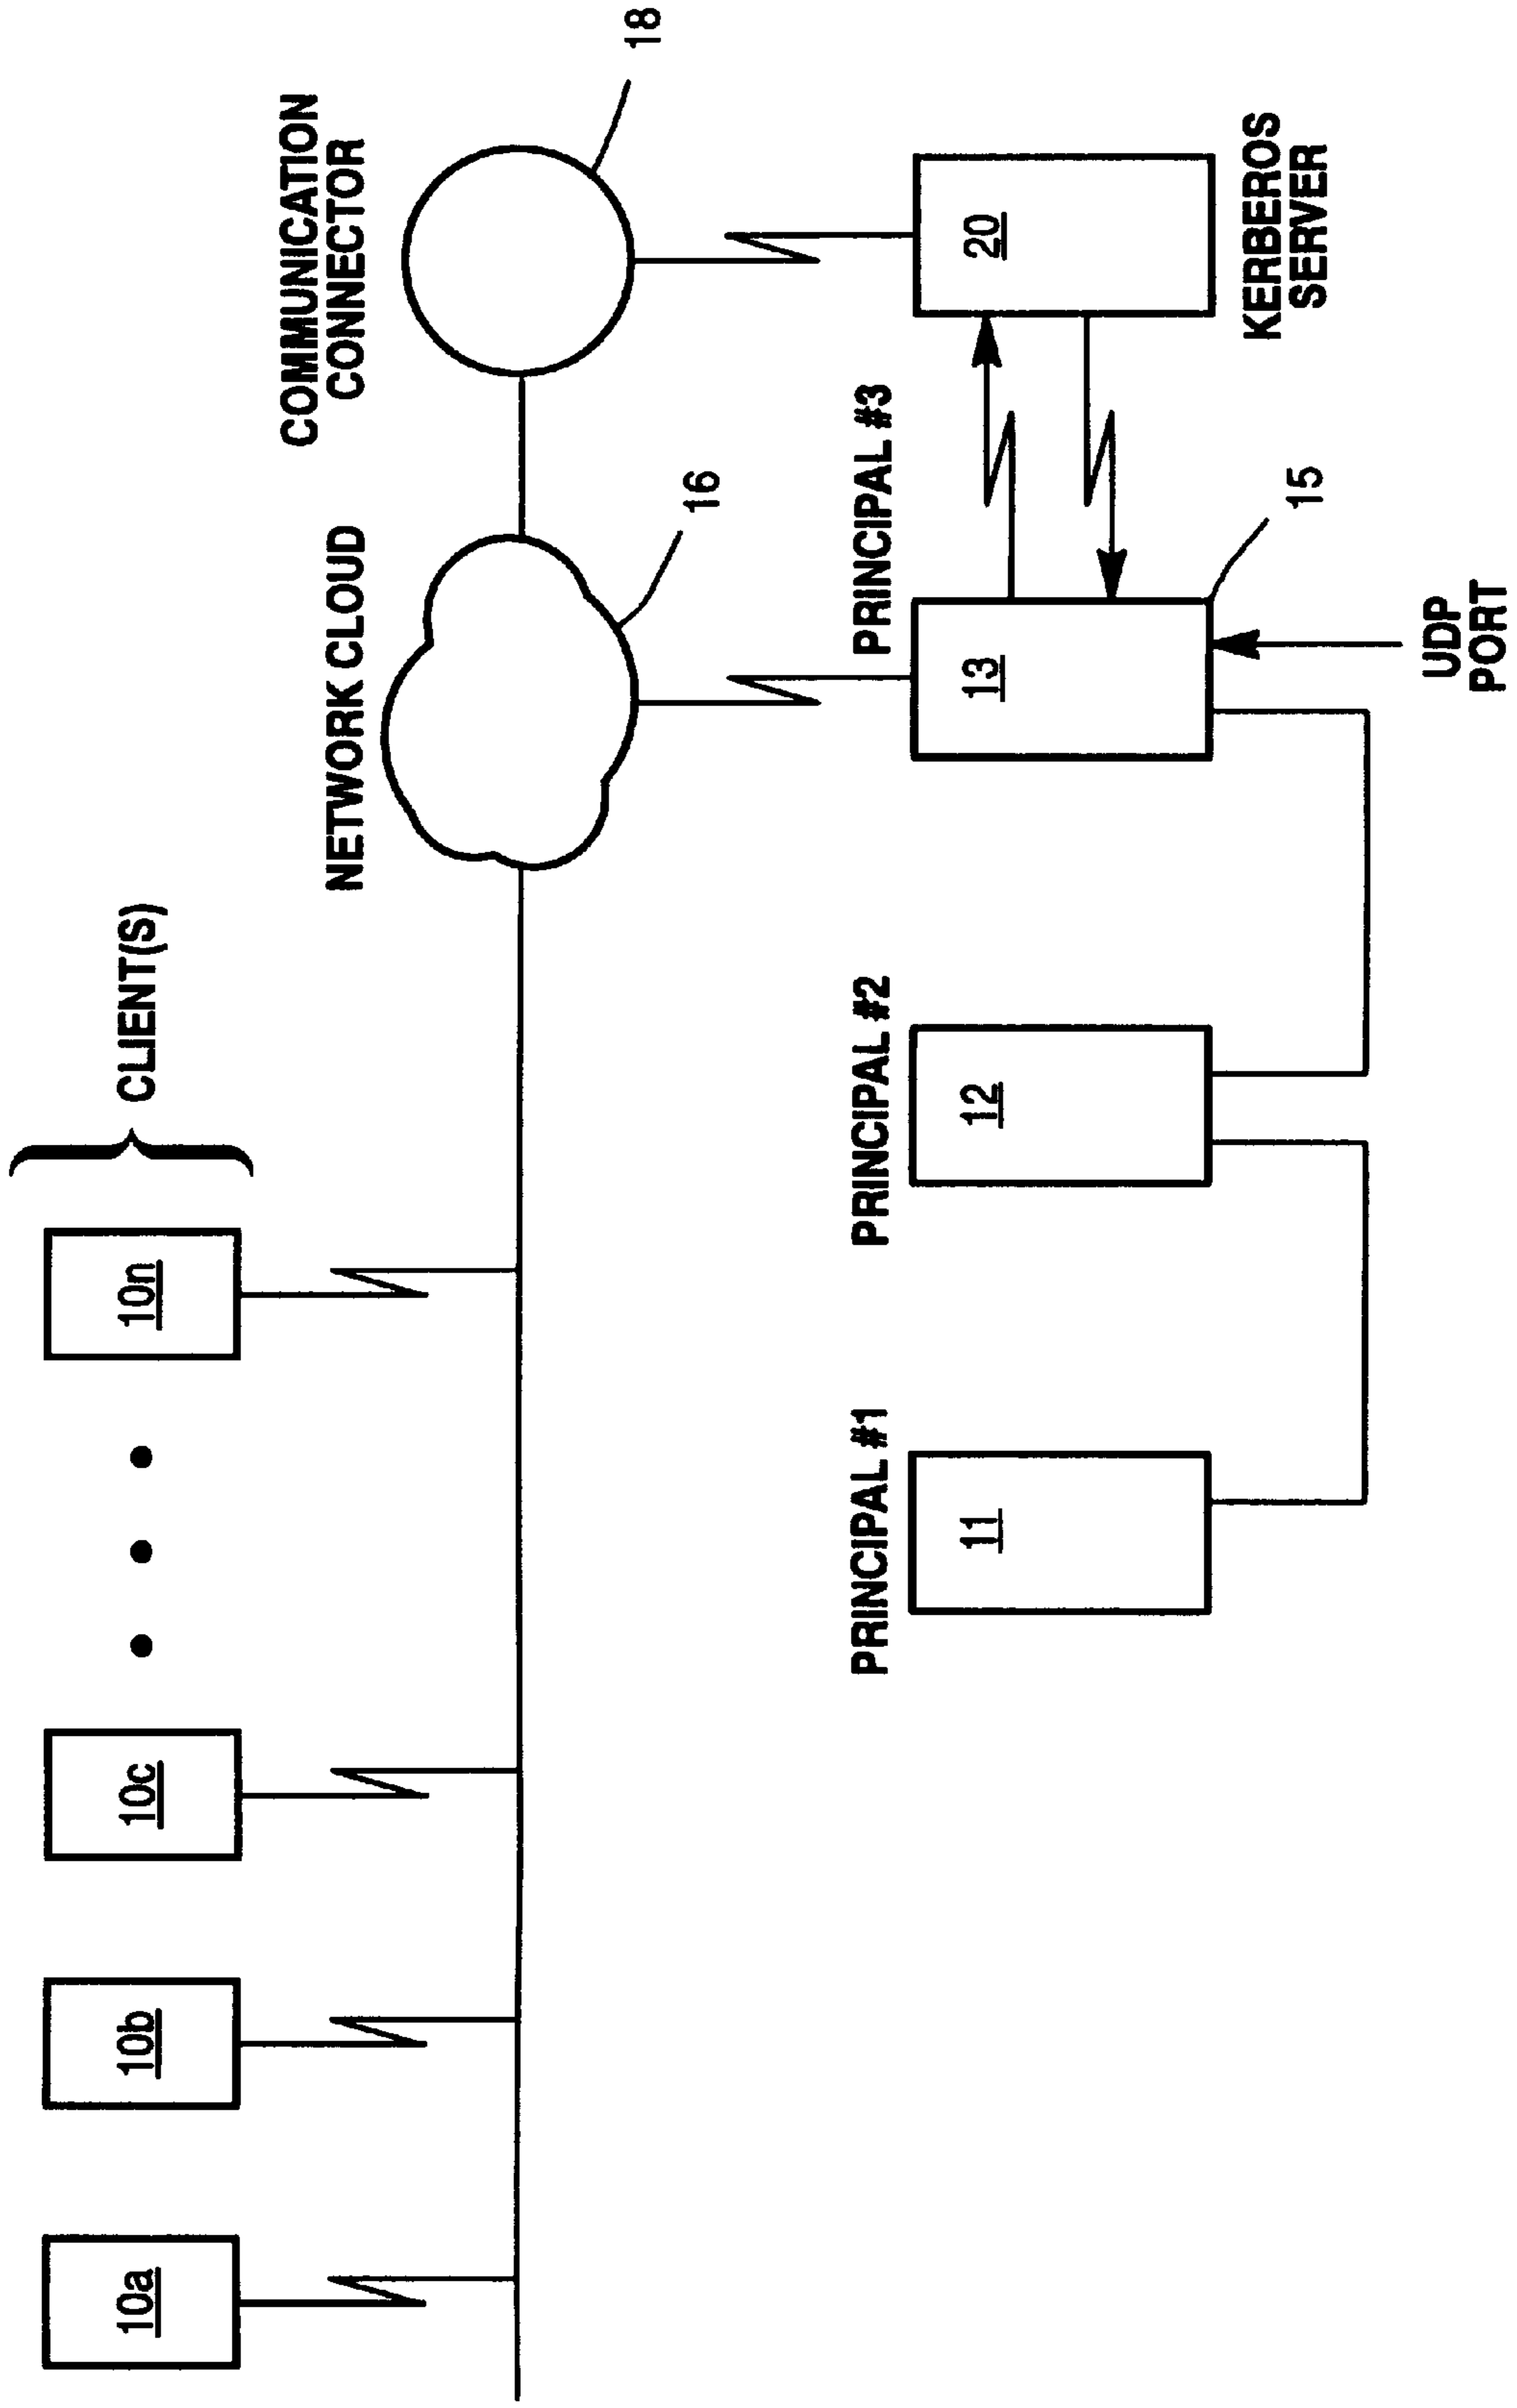 10a
10b
10c
10n
CLIENT(S)
NETWORK CLOUD
16
COMMUNICATION
CONNECTOR
18
PRINCIPAL #1
11
PRINCIPAL #2
12
PRINCIPAL #3
13
15
UDP
PORT
20
KERBEROS
SERVER